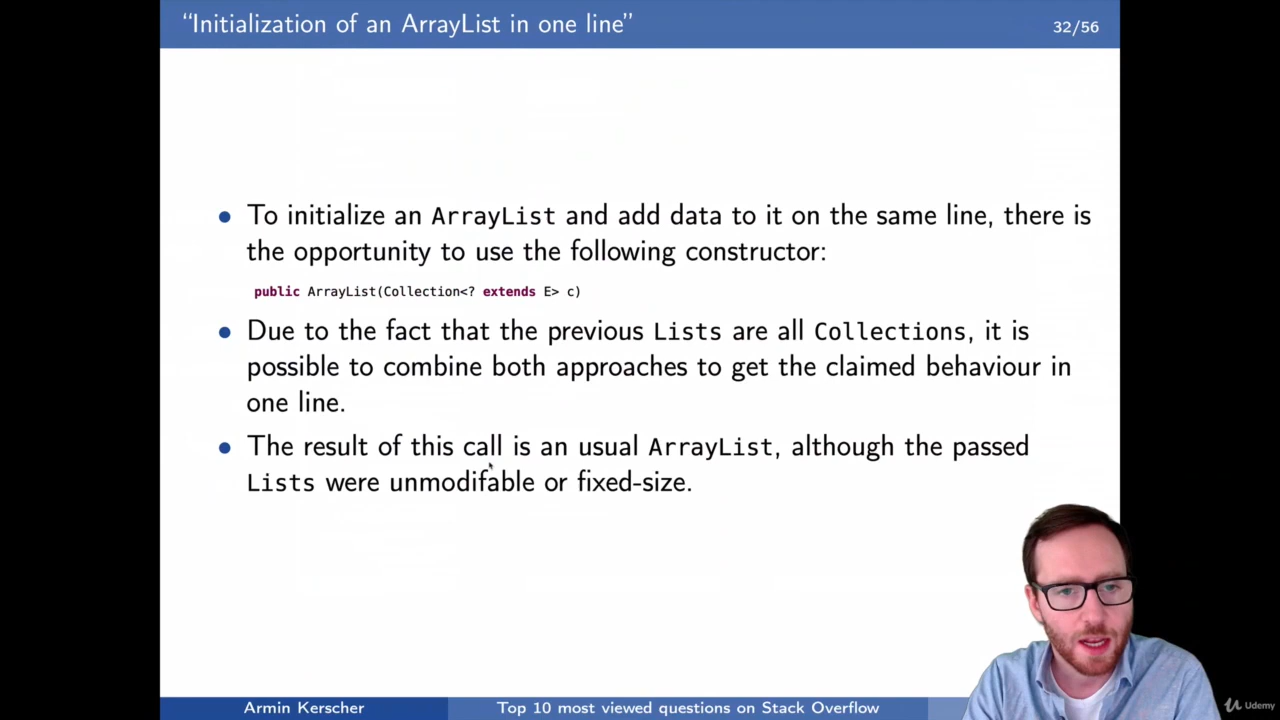 “Initialization of an ArrayList in one line”
32/56
● To initialize an ArrayList and add data to it on the same line, there is
the opportunity to use the following constructor:
public ArrayList(Collection<? extends E> c)
● Due to the fact that the previous Lists are all Collections, it is
possible to combine both approaches to get the claimed behaviour in
one line.
● The result of this call is an usual ArrayList, although the passed
Lists were unmodifable or fixed-size.
Armin Kerscher
Top 10 most viewed questions on Stack Overflow
Udemy